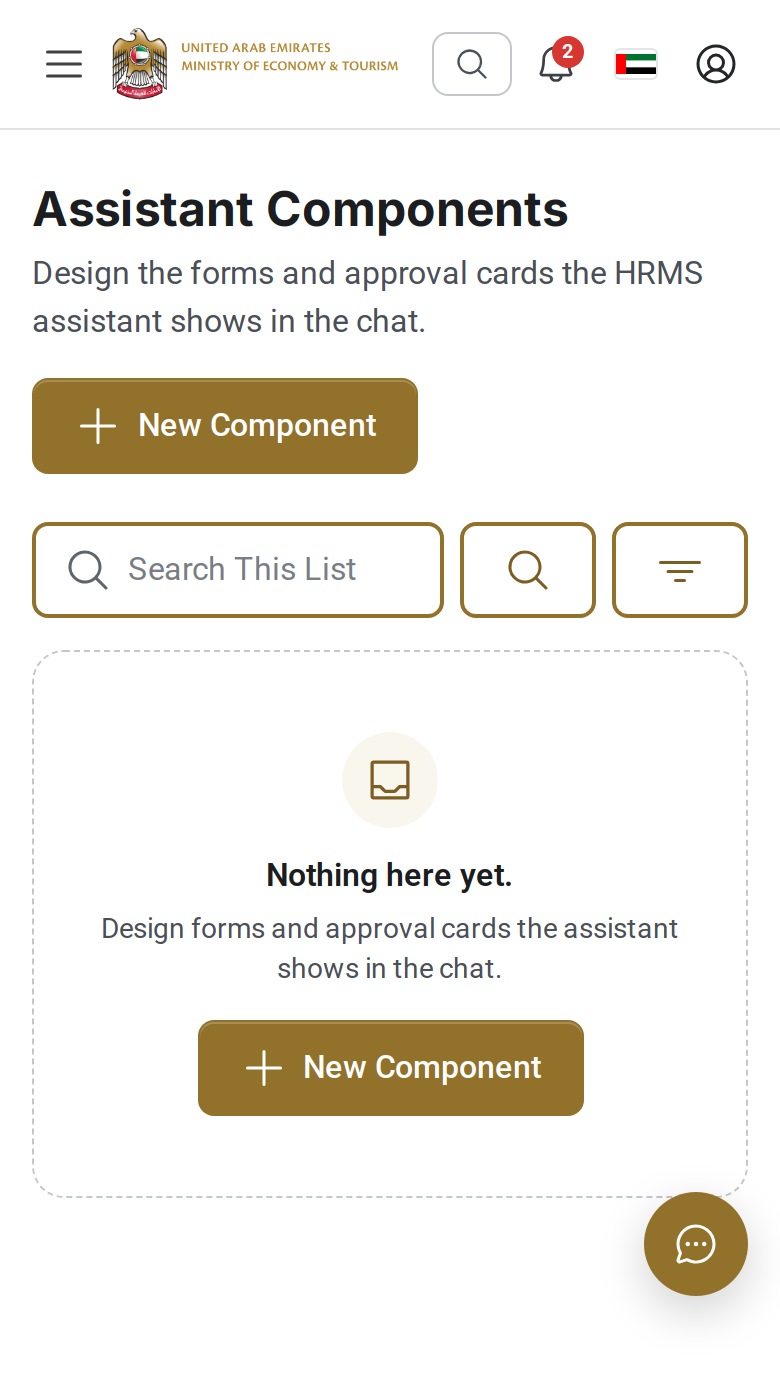 UNITED ARAB EMIRATES
MINISTRY OF ECONOMY & TOURISM
2
Assistant Components
Design the forms and approval cards the HRMS
assistant shows in the chat.
New Component
Search This List
Nothing here yet.
Design forms and approval cards the assistant
shows in the chat.
New Component